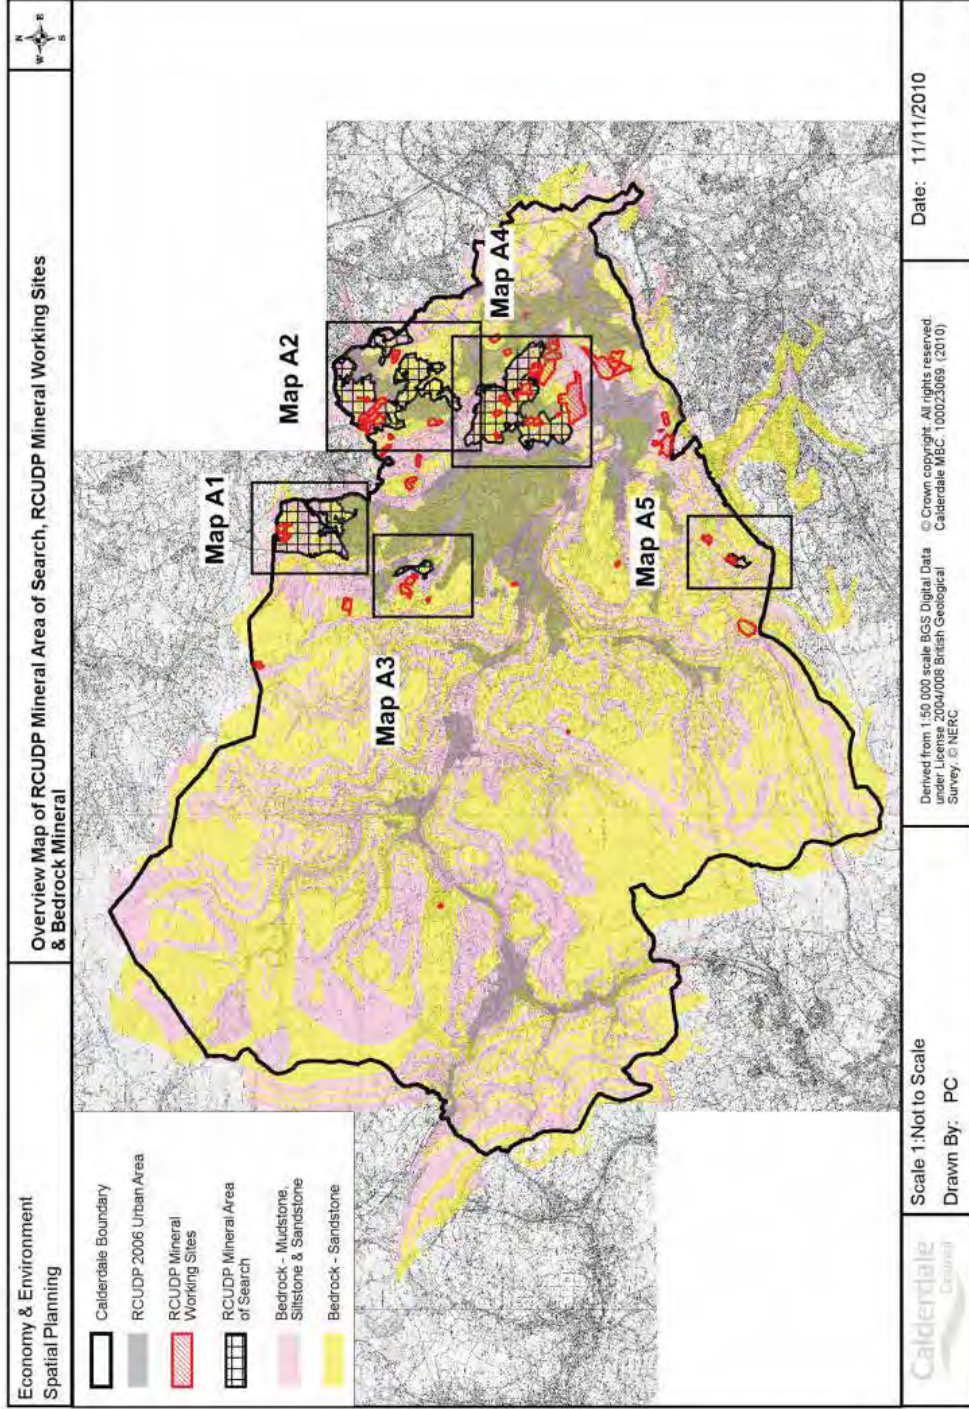 Economy & Environment
Spatial Planning
Overview Map of RCUDP Mineral Area of Search, RCUDP Mineral Working Sites
& Bedrock Mineral
N
W
E
S
Calderdale Boundary
RCUDP 2006 Urban Area
RCUDP Mineral
Working Sites
RCUDP Mineral Area
of Search
Bedrock - Mudstone,
Siltstone & Sandstone
Bedrock - Sandstone
Map A1
Map A2
Map A3
Map A4
Map A5
Calderdale
Council
Scale 1:Not to Scale
Drawn By: PC
Derived from 1:50 000 scale BGS Digital Data
under License 2004/008 British Geological
Survey. © NERC
© Crown copyright. All rights reserved.
Calderdale MBC. 100023069. (2010)
Date: 11/11/2010